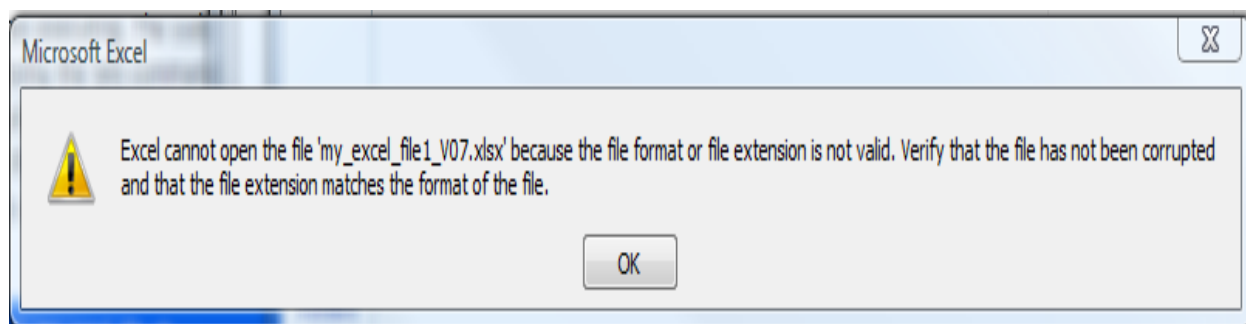 Microsoft Excel
Excel cannot open the file 'my_excel_file1_V07.xlsx' because the file format or file extension is not valid. Verify that the file has not been corrupted
and that the file extension matches the format of the file.
OK